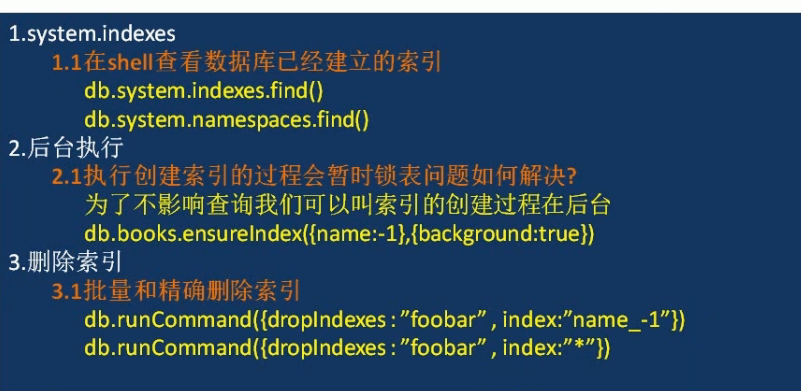 1.system.indexes
1.1在shell查看数据库已经建立的索引
db.system.indexes.find()
db.system.namespaces.find()
2.后台执行
2.1执行创建索引的过程会暂时锁表问题如何解决?
为了不影响查询我们可以叫索引的创建过程在后台
db.books.ensureIndex({name:-1},{background:true})
3.删除索引
3.1批量和精确删除索引
db.runCommand({dropIndexes : ”foobar” , index:”name_-1”})
db.runCommand({dropIndexes : ”foobar” , index:”*”})